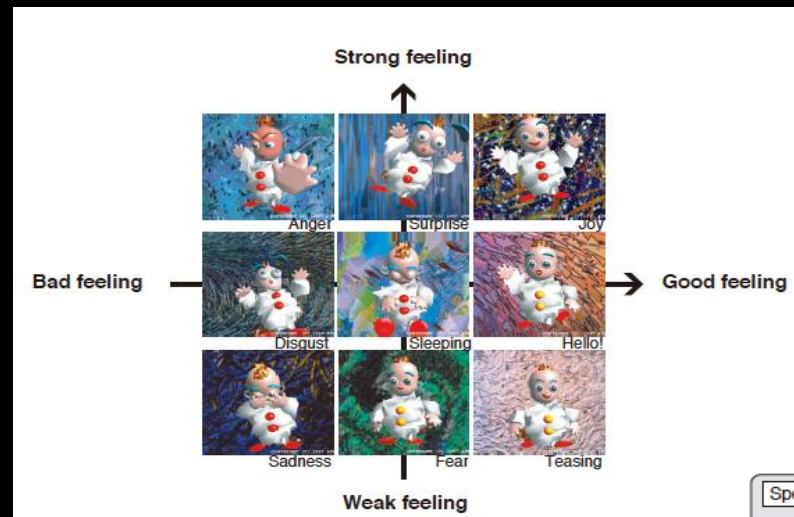 Strong feeling
Anger
Surprise
Joy
Bad feeling
Good feeling
Disgust
Sleeping
Hello!
Sadness
Fear
Teasing
Weak feeling